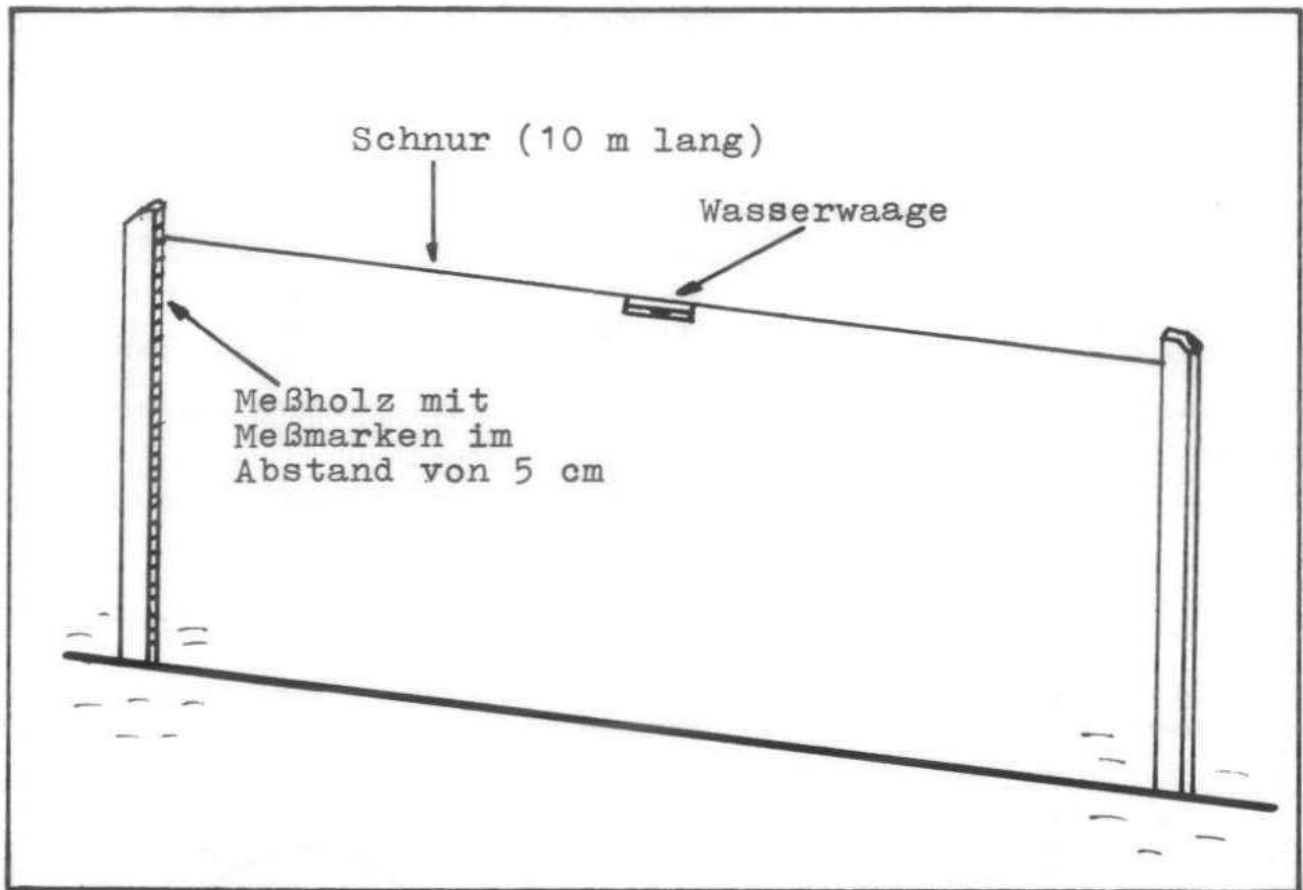 Schnur (10 m lang)
Wasserwaage
Meßholz mit
Meßmarken im
Abstand von 5 cm